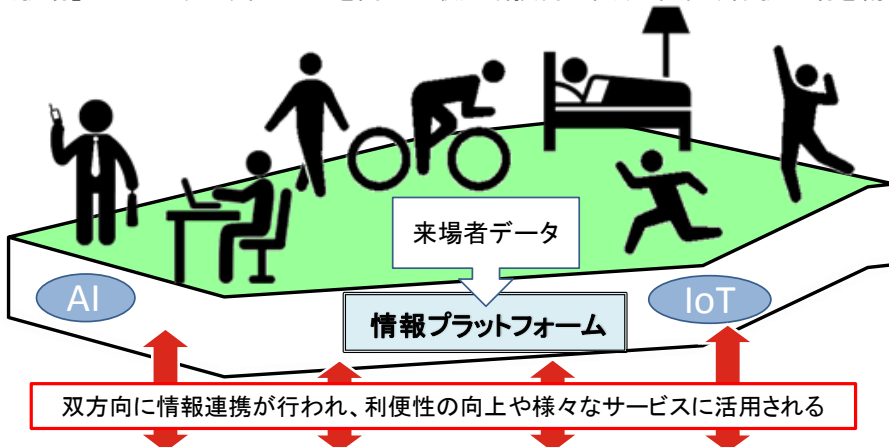 来場者データ
AI
IoT
情報プラットフォーム
双方向に情報連携が行われ、利便性の向上や様々なサービスに活用される